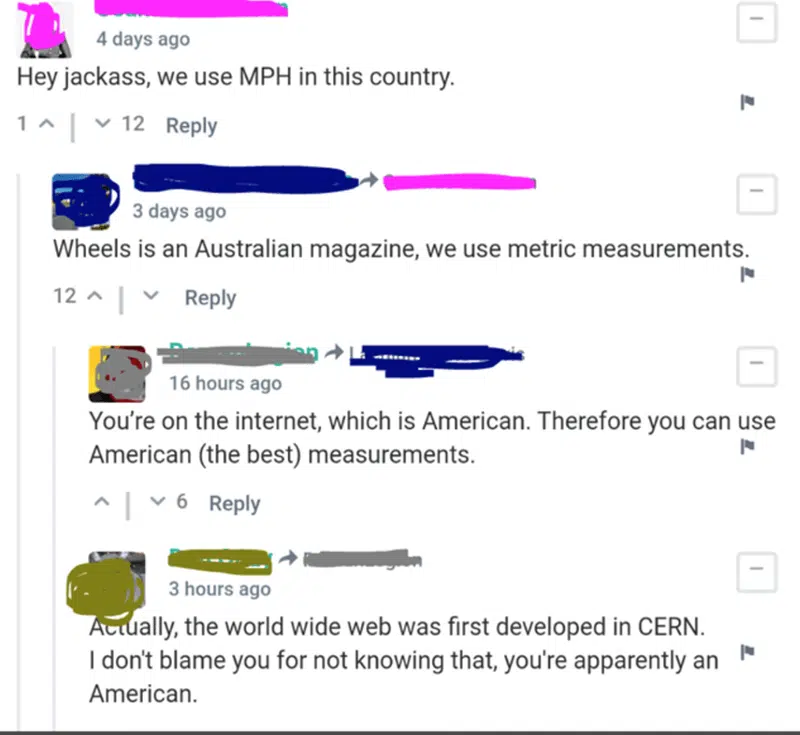 4 days ago
Hey jackass, we use MPH in this country.
1 | 12 Reply
3 days ago
Wheels is an Australian magazine, we use metric measurements.
12 | Reply
16 hours ago
You’re on the internet, which is American. Therefore you can use
American (the best) measurements.
| 6 Reply
3 hours ago
Actually, the world wide web was first developed in CERN.
I don't blame you for not knowing that, you're apparently an
American.